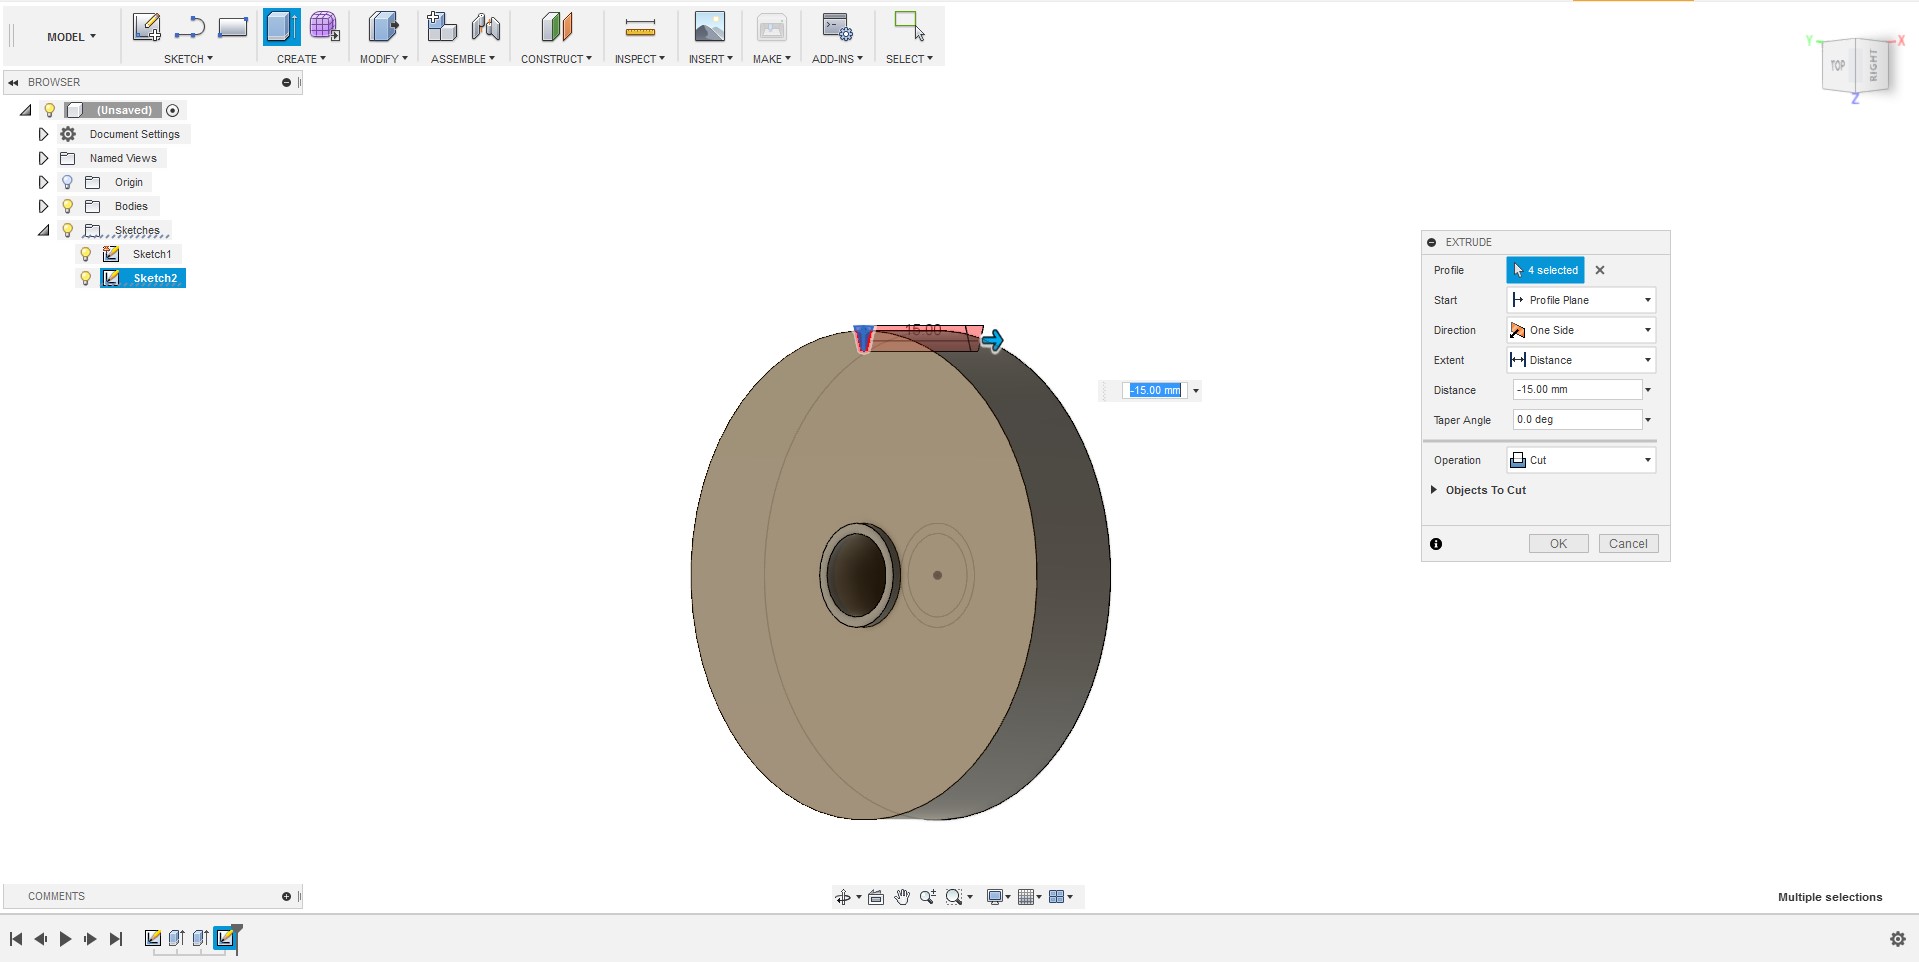 MODEL
SKETCH
CREATE
MODIFY
ASSEMBLE
CONSTRUCT
INSPECT
INSERT
MAKE
ADD-INS
SELECT
Y
X
TOP
RIGHT
Z
BROWSER
(Unsaved)
Document Settings
Named Views
Origin
Bodies
Sketches
Sketch1
Sketch2
15.00
-15.00 mm
EXTRUDE
Profile
4 selected
Start
Profile Plane
Direction
One Side
Extent
Distance
Distance
-15.00 mm
Taper Angle
0.0 deg
Operation
Cut
Objects To Cut
OK
Cancel
COMMENTS
Multiple selections